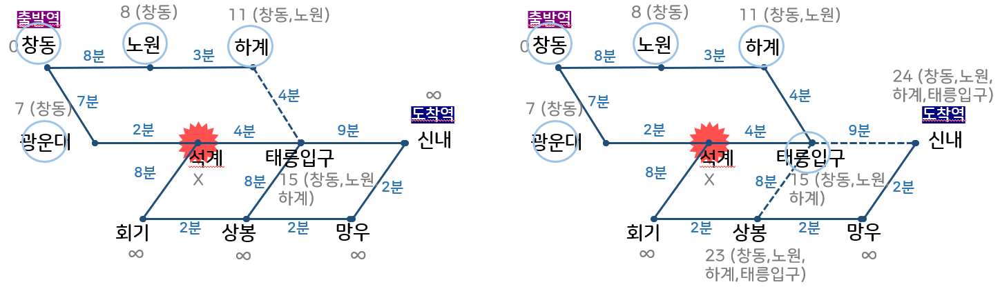 8 (창동)
11 (창동,노원)
출발역
0
창동
노원
하계
8분
3분
7분
4분
∞
도착역
7 (창동)
광운대
2분
4분
9분
신내
석계
태릉입구
8분
X
8분
15 (창동,노원,
하계)
2분
회기
2분
상봉
2분
망우
∞
∞
∞
8 (창동)
11 (창동,노원)
출발역
0
창동
노원
하계
8분
3분
7분
4분
24 (창동,노원,
하계,태릉입구)
도착역
7 (창동)
광운대
2분
4분
9분
신내
석계
태릉입구
8분
X
8분
15 (창동,노원,
하계)
2분
회기
2분
상봉
2분
망우
∞
23 (창동,노원,
하계,태릉입구)
∞